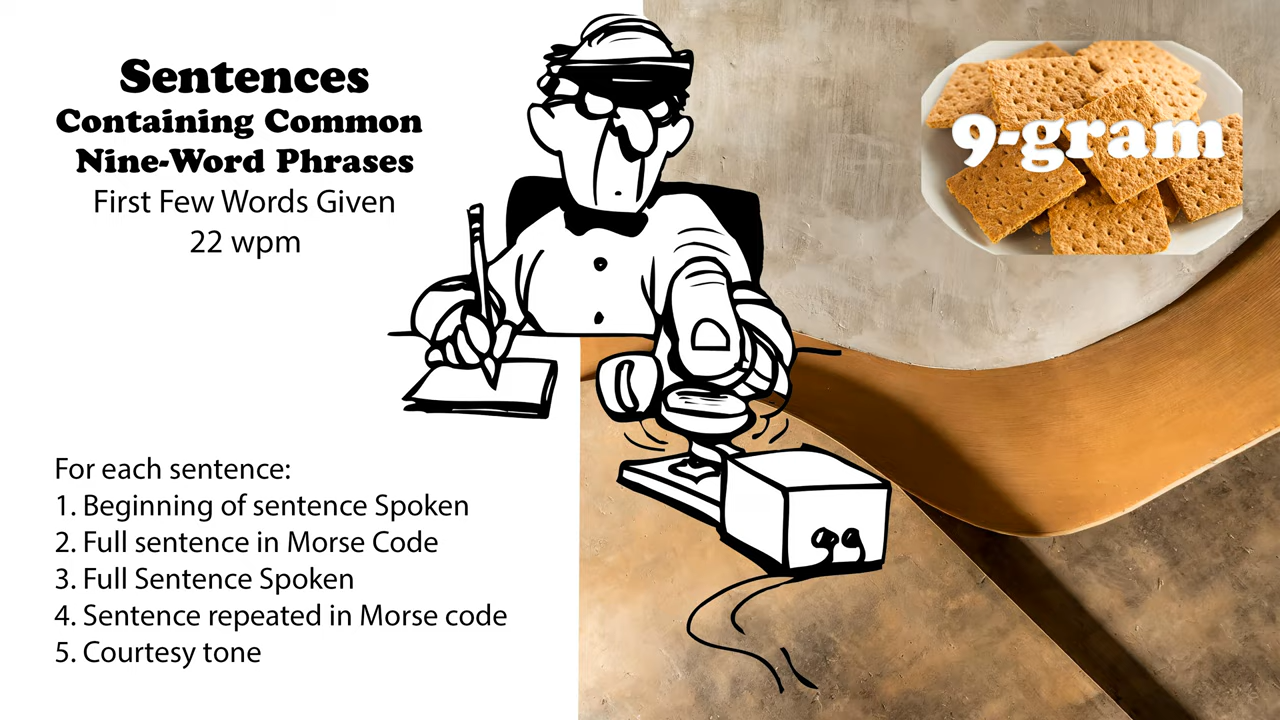 Sentences
Containing Common
Nine-Word Phrases
First Few Words Given
22 wpm
9-gram
For each sentence:
1. Beginning of sentence Spoken
2. Full sentence in Morse Code
3. Full Sentence Spoken
4. Sentence repeated in Morse code
5. Courtesy tone